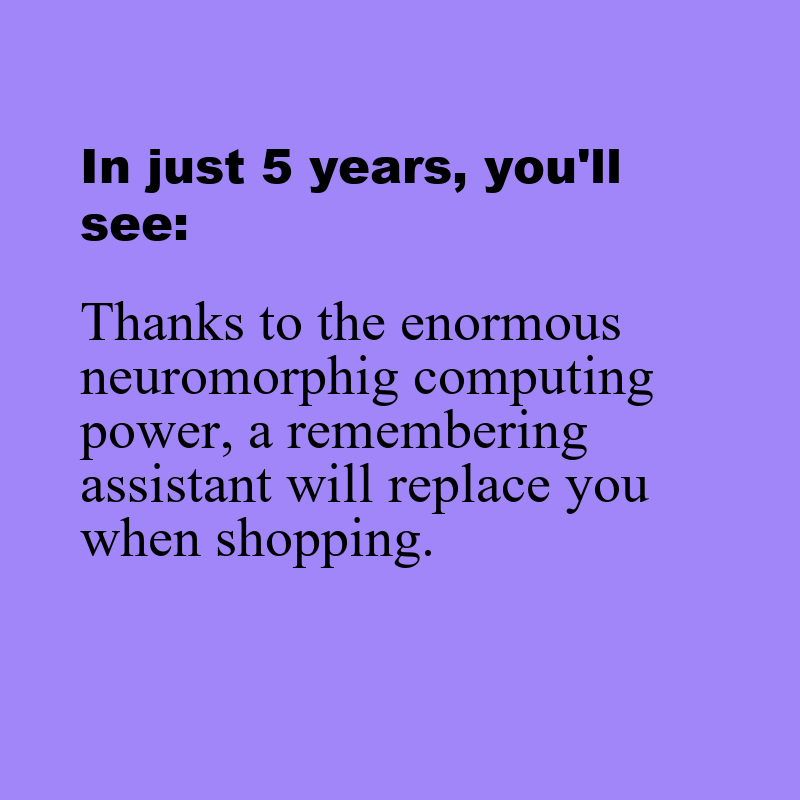 In just 5 years, you'll
see:
Thanks to the enormous
neuromorphig computing
power, a remembering
assistant will replace you
when shopping.